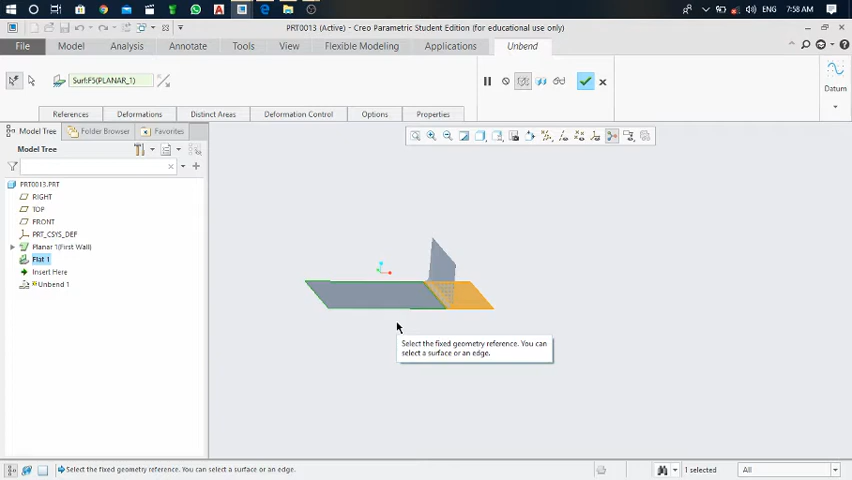 ENG
7:58 AM
PRT0013 (Active) - Creo Parametric Student Edition (for educational use only)
File
Model
Analysis
Annotate
Tools
View
Flexible Modeling
Applications
Unbend
Surf:F5(PLANAR_1)
Datum
References
Deformations
Distinct Areas
Deformation Control
Options
Properties
Model Tree
Folder Browser
Favorites
Model Tree
PRT0013.PRT
RIGHT
TOP
FRONT
PRT_CSYS_DEF
Planar 1(First Wall)
Flat 1
Insert Here
Unbend 1
Select the fixed geometry reference. You can
select a surface or an edge.
Select the fixed geometry reference. You can select a surface or an edge.
1 selected
All